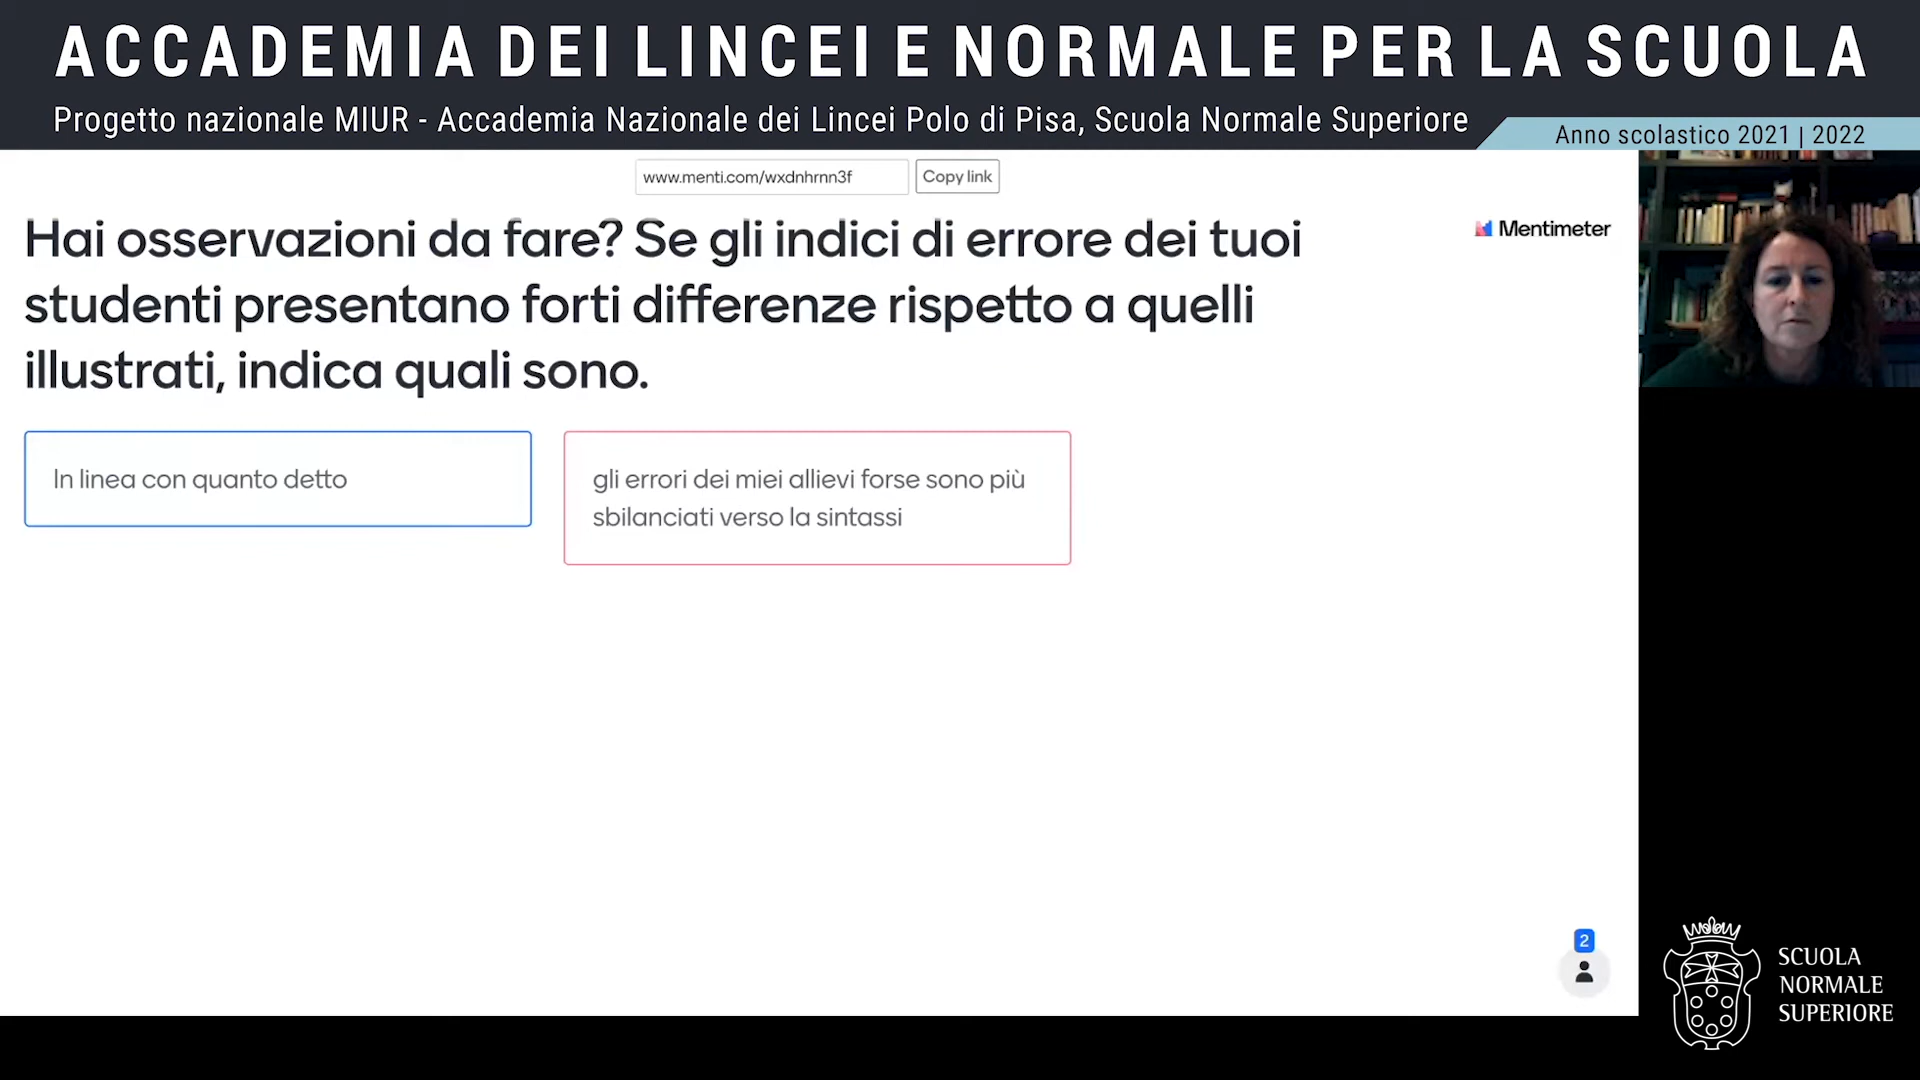 ACCADEMIA DEI LINCEI E NORMALE PER LA SCUOLA
Progetto nazionale MIUR - Accademia Nazionale dei Lincei Polo di Pisa, Scuola Normale Superiore
Anno scolastico 2021 | 2022
www.menti.com/wxdnhrnn3f
Copy link
Hai osservazioni da fare? Se gli indici di errore dei tuoi
studenti presentano forti differenze rispetto a quelli
illustrati, indica quali sono.
Mentimeter
In linea con quanto detto
gli errori dei miei allievi forse sono più
sbilanciati verso la sintassi
2
SCUOLA
NORMALE
SUPERIORE